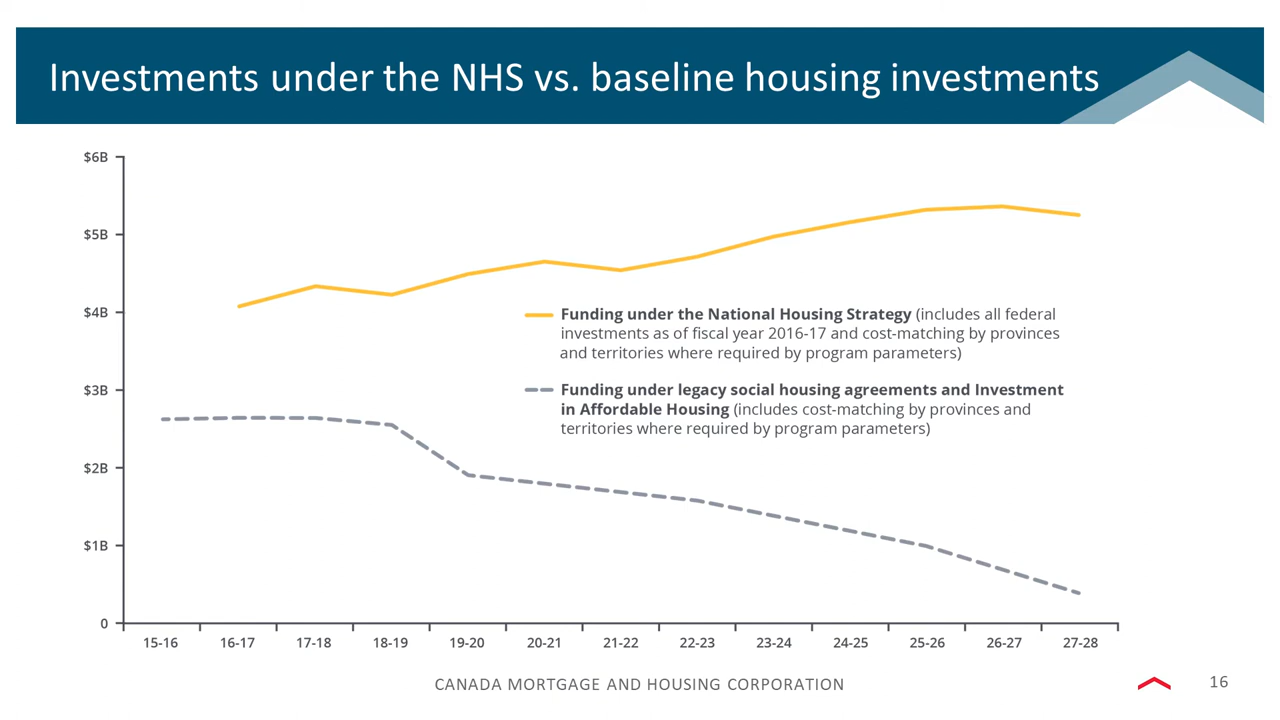 Investments under the NHS vs. baseline housing investments
$6B
$5B
$4B
$3B
$2B
$1B
0
Funding under the National Housing Strategy (includes all federal
investments as of fiscal year 2016-17 and cost-matching by provinces
and territories where required by program parameters)
Funding under legacy social housing agreements and Investment
in Affordable Housing (includes cost-matching by provinces and
territories where required by program parameters)
15-16 16-17 17-18 18-19 19-20 20-21 21-22 22-23 23-24 24-25 25-26 26-27 27-28
CANADA MORTGAGE AND HOUSING CORPORATION
16